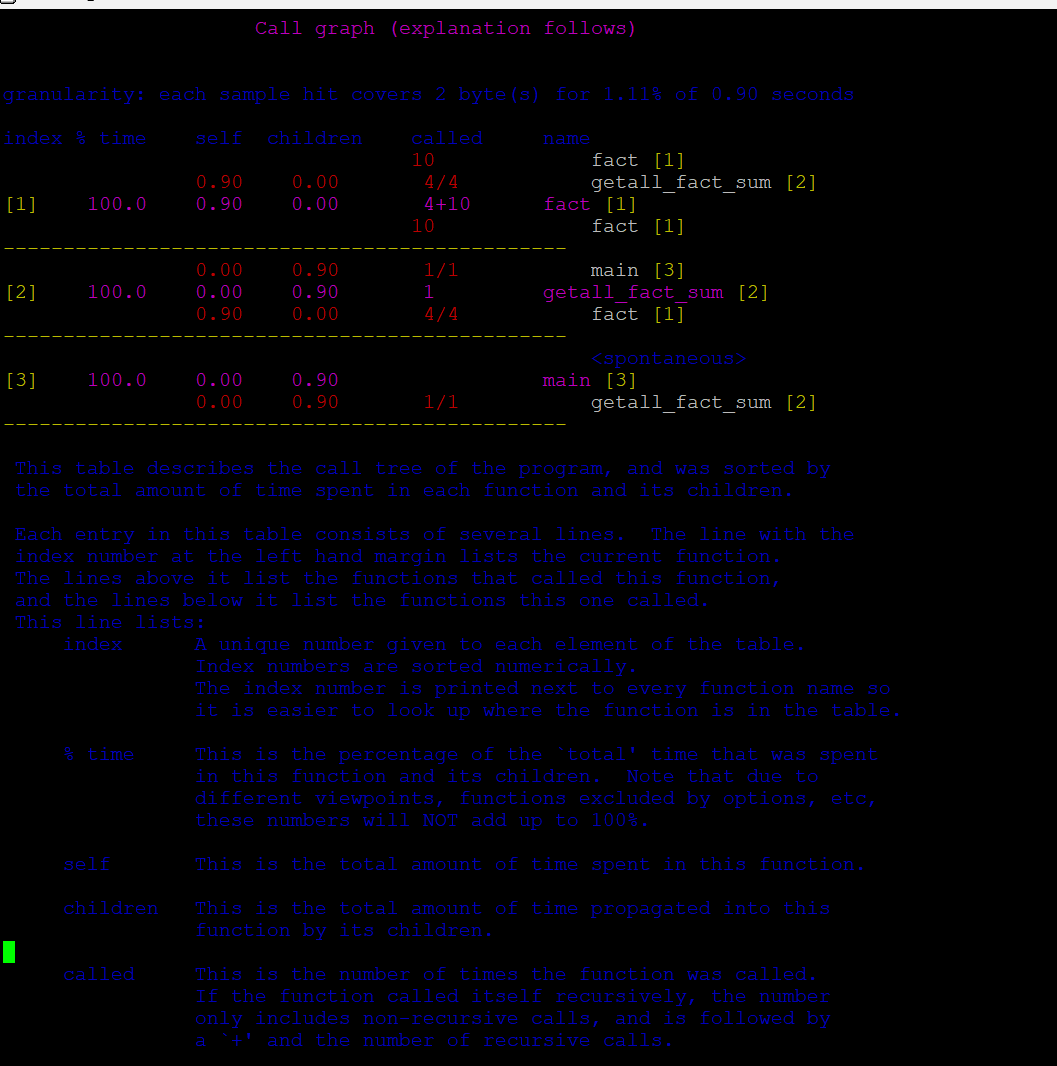 Call graph (explanation follows)
granularity: each sample hit covers 2 byte(s) for 1.11% of 0.90 seconds
index % time    self  children    called     name
                                  10             fact [1]
                0.90    0.00       4/4           getall_fact_sum [2]
[1]    100.0    0.90    0.00       4+10      fact [1]
                                  10             fact [1]
-----------------------------------------------
                0.00    0.90       1/1           main [3]
[2]    100.0    0.00    0.90       1         getall_fact_sum [2]
                0.90    0.00       4/4           fact [1]
-----------------------------------------------
                                                 <spontaneous>
[3]    100.0    0.00    0.90                 main [3]
                0.00    0.90       1/1           getall_fact_sum [2]
-----------------------------------------------
This table describes the call tree of the program, and was sorted by
the total amount of time spent in each function and its children.
Each entry in this table consists of several lines.  The line with the
index number at the left hand margin lists the current function.
The lines above it list the functions that called this function,
and the lines below it list the functions this one called.
This line lists:
index      A unique number given to each element of the table.
Index numbers are sorted numerically.
The index number is printed next to every function name so
it is easier to look up where the function is in the table.
% time     This is the percentage of the `total' time that was spent
in this function and its children.  Note that due to
different viewpoints, functions excluded by options, etc,
these numbers will NOT add up to 100%.
self       This is the total amount of time spent in this function.
children   This is the total amount of time propagated into this
function by its children.
called     This is the number of times the function was called.
If the function called itself recursively, the number
only includes non-recursive calls, and is followed by
a `+' and the number of recursive calls.